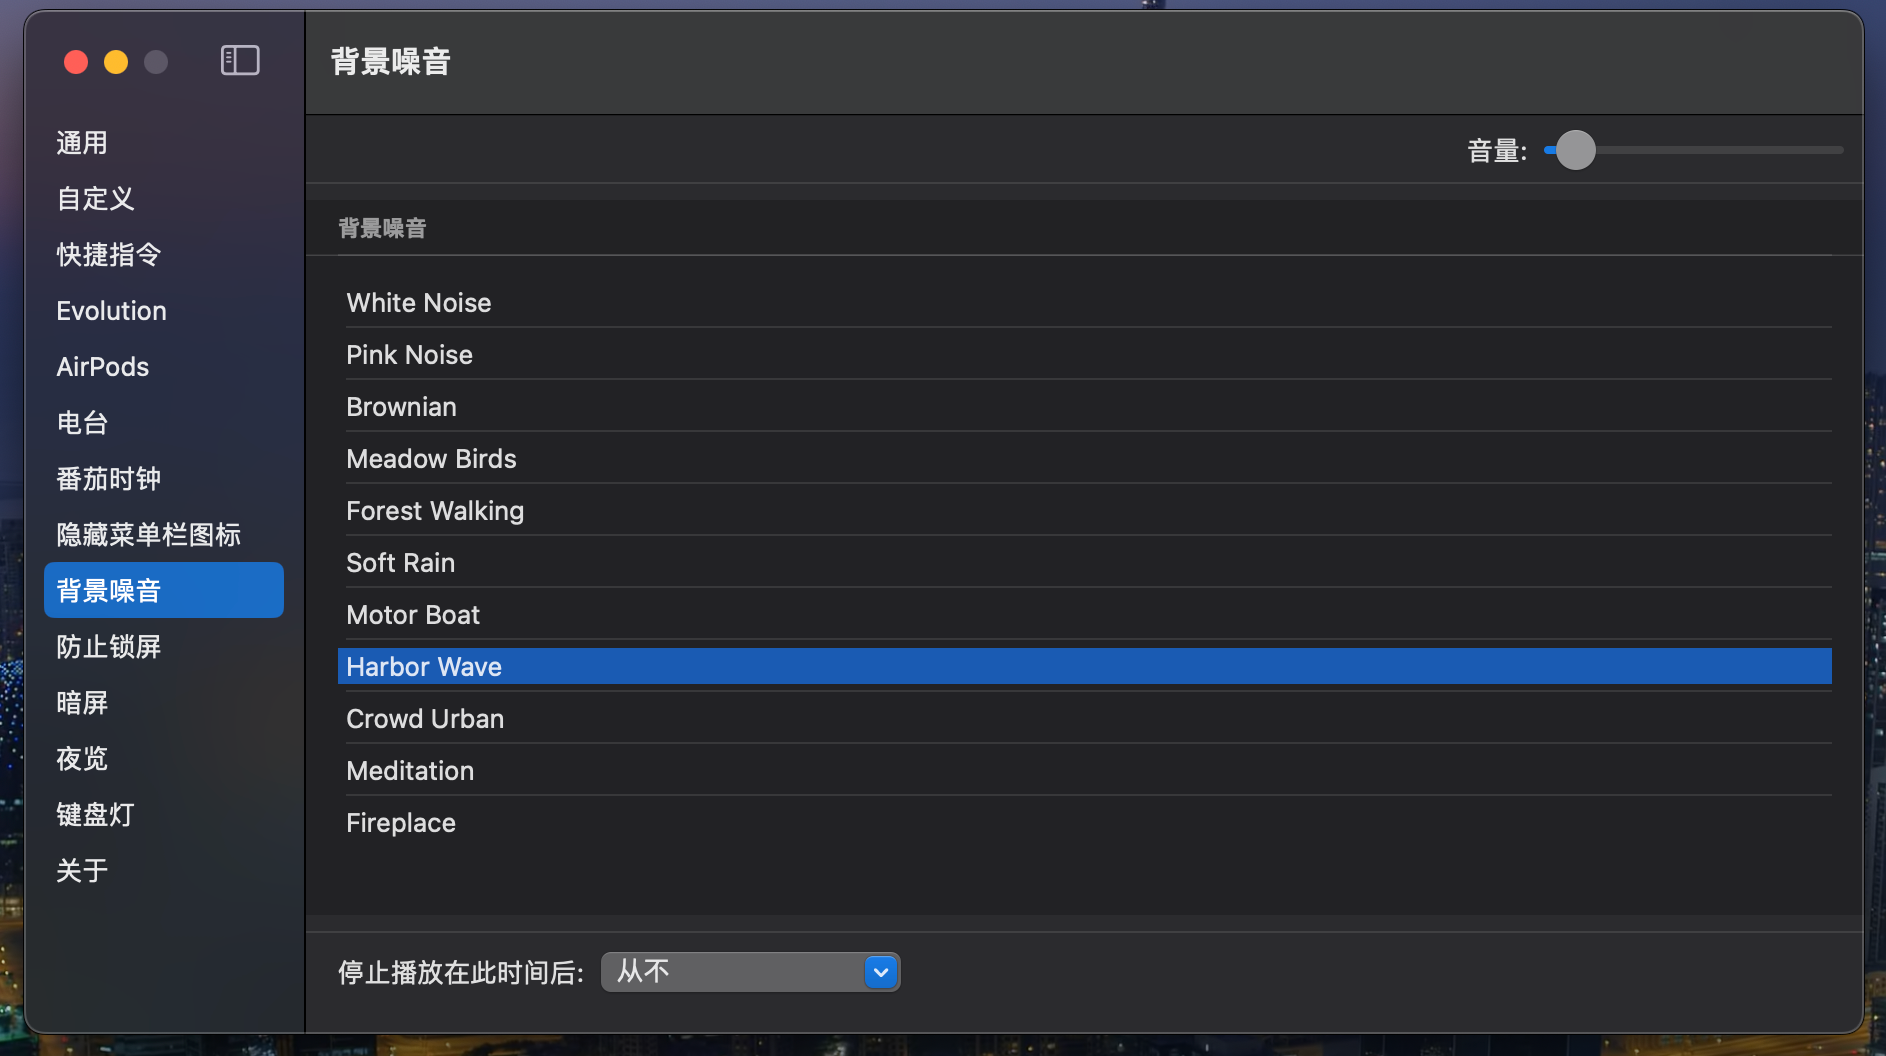 背景噪音
通用
自定义
快捷指令
Evolution
AirPods
电台
番茄时钟
隐藏菜单栏图标
背景噪音
防止锁屏
暗屏
夜览
键盘灯
关于
音量:
背景噪音
White Noise
Pink Noise
Brownian
Meadow Birds
Forest Walking
Soft Rain
Motor Boat
Harbor Wave
Crowd Urban
Meditation
Fireplace
停止播放在此时间后: 从不